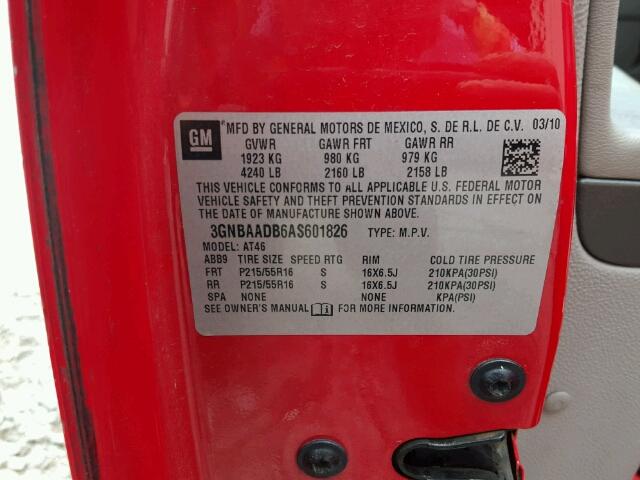 GM
MFD BY GENERAL MOTORS DE MEXICO, S. DE R.L. DE C.V. 03/10
GVWR GAWR FRT GAWR RR
1923 KG 980 KG 979 KG
4240 LB 2160 LB 2158 LB
THIS VEHICLE CONFORMS TO ALL APPLICABLE U.S. FEDERAL MOTOR
VEHICLE SAFETY AND THEFT PREVENTION STANDARDS IN EFFECT ON
THE DATE OF MANUFACTURE SHOWN ABOVE.
3GNBAADB6AS601826 TYPE: M.P.V.
MODEL: AT46
ABB9 TIRE SIZE SPEED RTG RIM COLD TIRE PRESSURE
FRT P215/55R16 S 16X6.5J 210KPA(30PSI)
RR P215/55R16 S 16X6.5J 210KPA(30PSI)
SPA NONE NONE KPA(PSI)
SEE OWNER'S MANUAL FOR MORE INFORMATION.